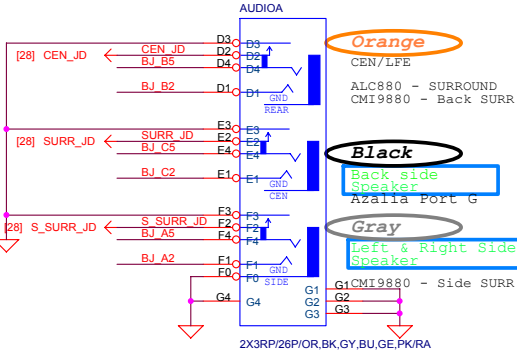 AUDIOA
D3 D3 Orange
[28] CEN_JD CEN_JD D2 D2 CEN/LFE
BJ_B5 D4 D4
ALC880 - SURROUND
BJ_B2 D1 D1 GND CMI9880 - Back SURR
REAR
E3 E3
[28] SURR_JD SURR_JD E2 E2
BJ_C5 E4 E4 Black
Back side
BJ_C2 E1 E1 GND Speaker
CEN Azalia Port G
F3 F3
[28] S_SURR_JD S_SURR_JD F2 F2 Gray
BJ_A5 F4 F4
Left & Right Side
BJ_A2 F1 F1 GND Speaker
F0 F0 SIDE CMI9880 - Side SURR
G1 G1
G4 G4 G2 G2
G3 G3
2X3RP/26P/OR,BK,GY,BU,GE,PK/RA